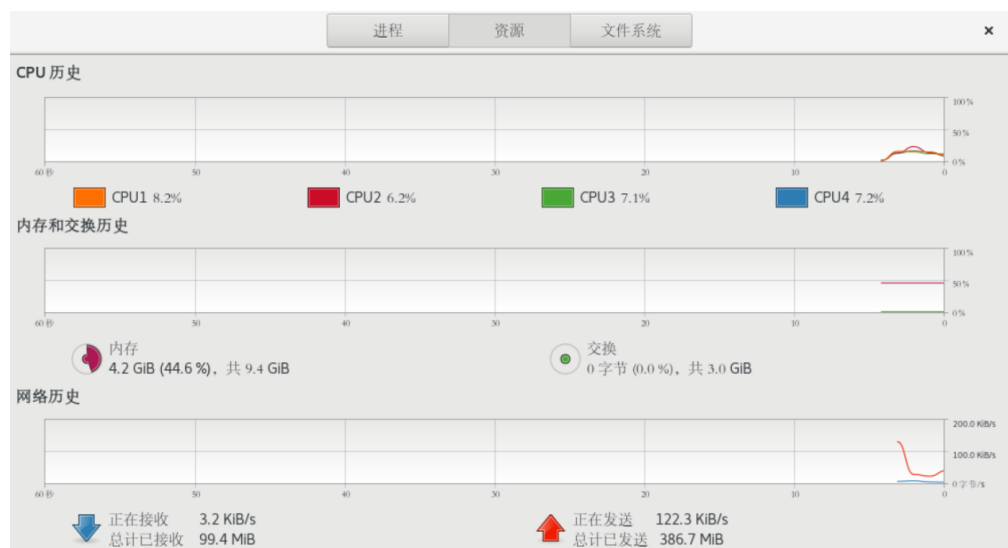 进程 资源 文件系统 ×
CPU 历史
100%
50%
0%
60 秒 50 40 30 20 10 0
CPU1 8.2% CPU2 6.2% CPU3 7.1% CPU4 7.2%
内存和交换历史
100%
50%
0%
60 秒 50 40 30 20 10 0
内存 交换
4.2 GiB (44.6 %)，共 9.4 GiB 0 字节 (0.0 %)，共 3.0 GiB
网络历史
200.0 KiB/s
100.0 KiB/s
0 字节/s
60 秒 50 40 30 20 10 0
正在接收 3.2 KiB/s 正在发送 122.3 KiB/s
总计已接收 99.4 MiB 总计已发送 386.7 MiB